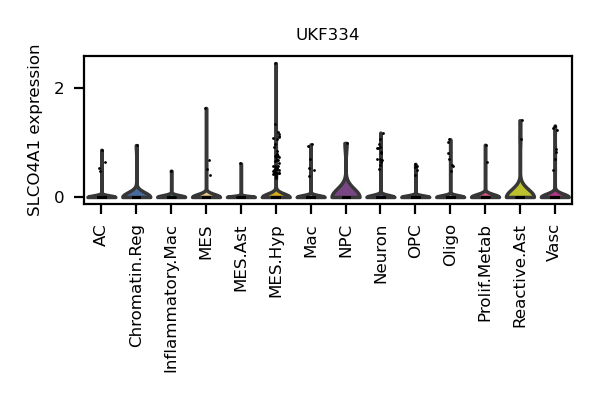 UKF334
SLCO4A1 expression
2
0
AC
Chromatin.Reg
Inflammatory.Mac
MES
MES.Ast
MES.Hyp
Mac
NPC
Neuron
OPC
Oligo
Prolif.Metab
Reactive.Ast
Vasc